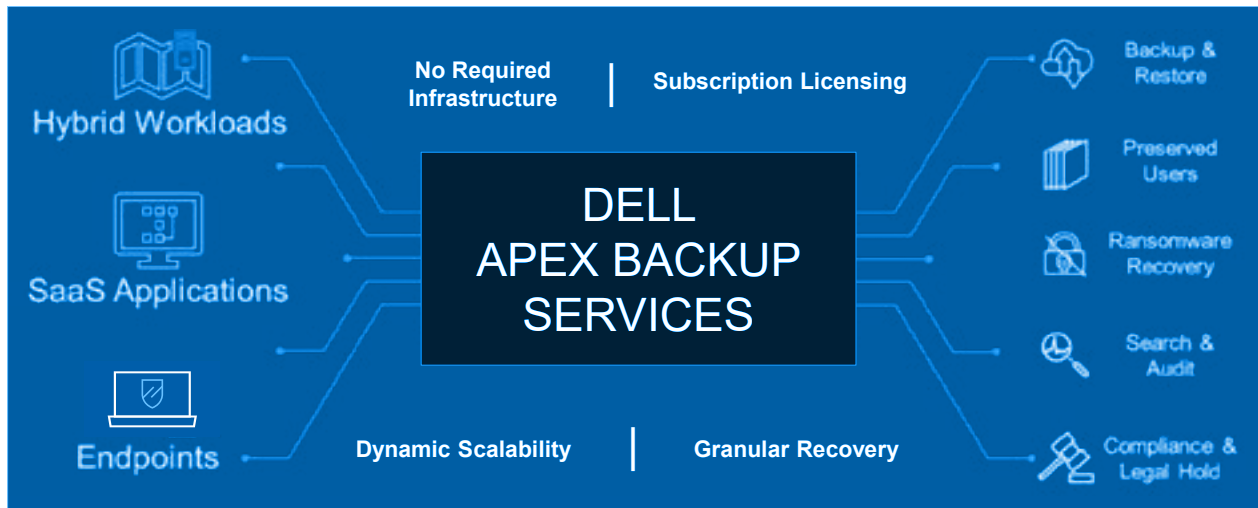 Hybrid Workloads
SaaS Applications
Endpoints
No Required
Infrastructure
Subscription Licensing
DELL
APEX BACKUP
SERVICES
Dynamic Scalability
Granular Recovery
Backup &
Restore
Preserved
Users
Ransomware
Recovery
Search &
Audit
Compliance &
Legal Hold